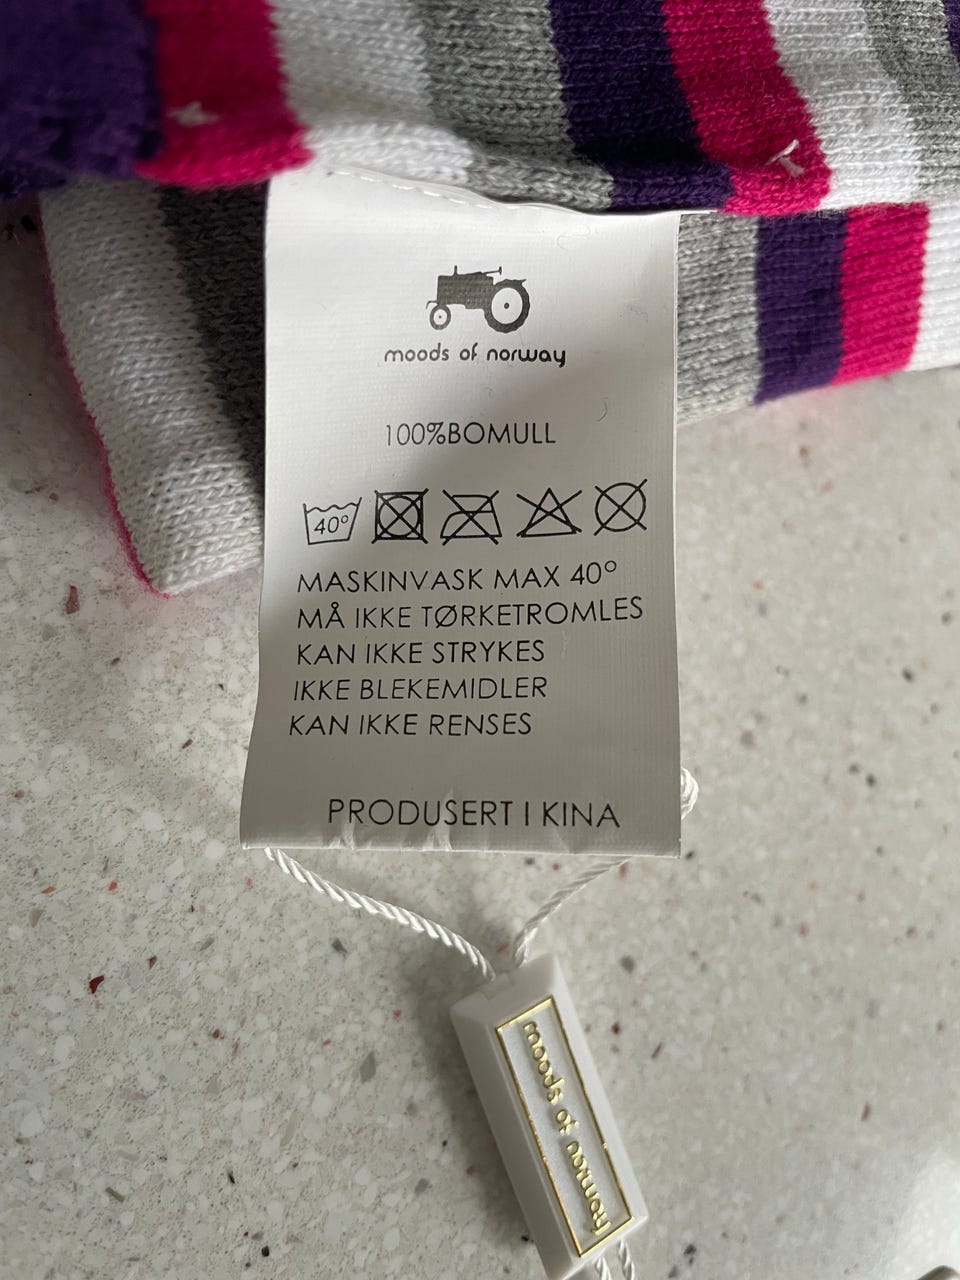 moods of norway
100%BOMULL
40°
MASKINVASK MAX 40°
MÅ IKKE TØRKETROMLES
KAN IKKE STRYKES
IKKE BLEKEMIDLER
KAN IKKE RENSES
PRODUSERT I KINA
moods of norway